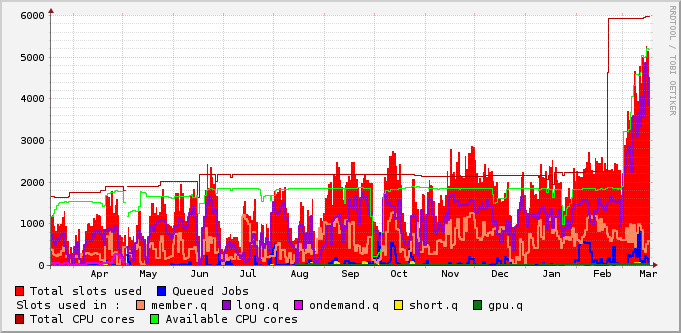 6000
5000
4000
3000
2000
1000
0
Apr May Jun Jul Aug Sep Oct Nov Dec Jan Feb Mar
Total slots used Queued Jobs
Slots used in : member.q long.q ondemand.q short.q gpu.q
Total CPU cores Available CPU cores
RRDTOOL / TOBI OETIKER